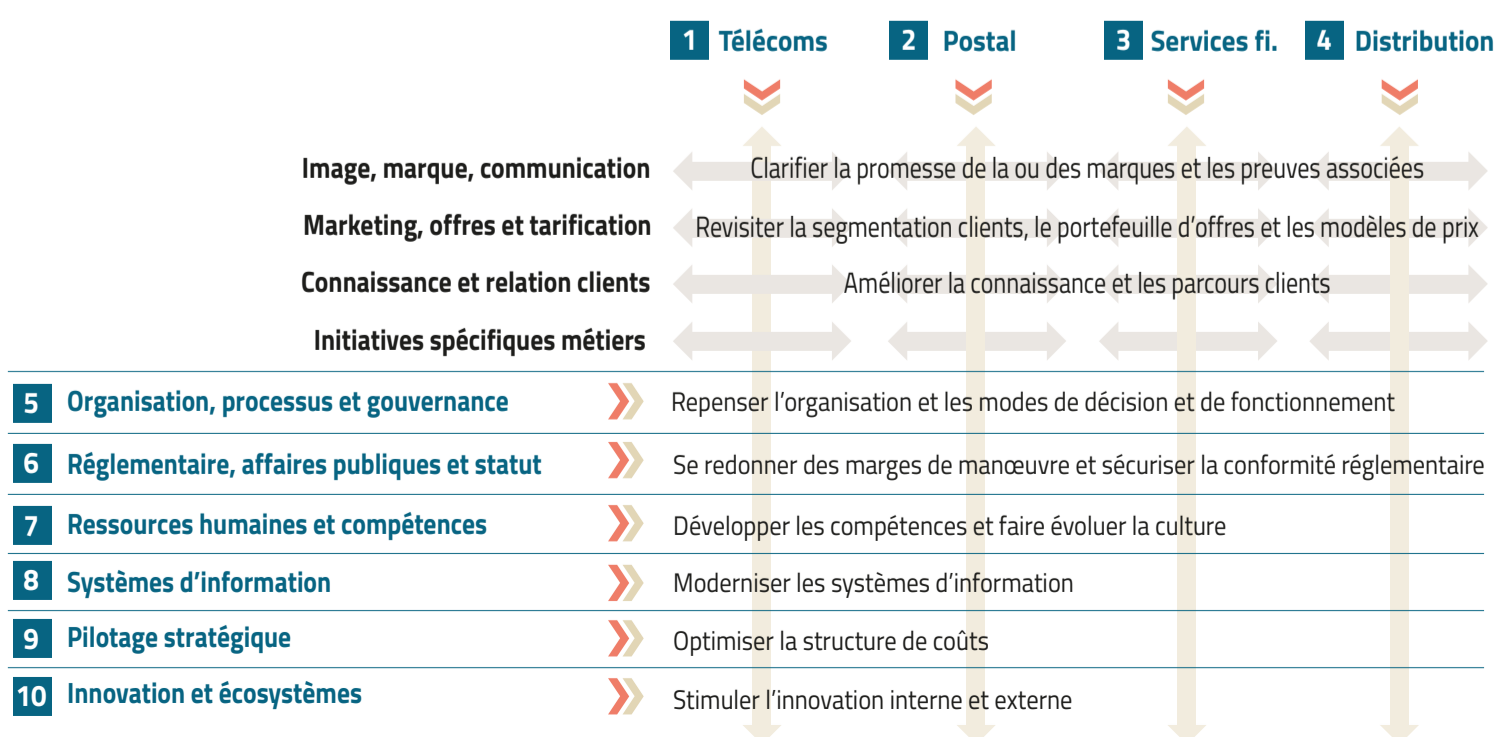 1 Télécoms 2 Postal 3 Services fi. 4 Distribution
Image, marque, communication Clarifier la promesse de la ou des marques et les preuves associées
Marketing, offres et tarification Revisiter la segmentation clients, le portefeuille d’offres et les modèles de prix
Connaissance et relation clients Améliorer la connaissance et les parcours clients
Initiatives spécifiques métiers
5 Organisation, processus et gouvernance Repenser l’organisation et les modes de décision et de fonctionnement
6 Réglementaire, affaires publiques et statut Se redonner des marges de manœuvre et sécuriser la conformité réglementaire
7 Ressources humaines et compétences Développer les compétences et faire évoluer la culture
8 Systèmes d’information Moderniser les systèmes d’information
9 Pilotage stratégique Optimiser la structure de coûts
10 Innovation et écosystèmes Stimuler l’innovation interne et externe